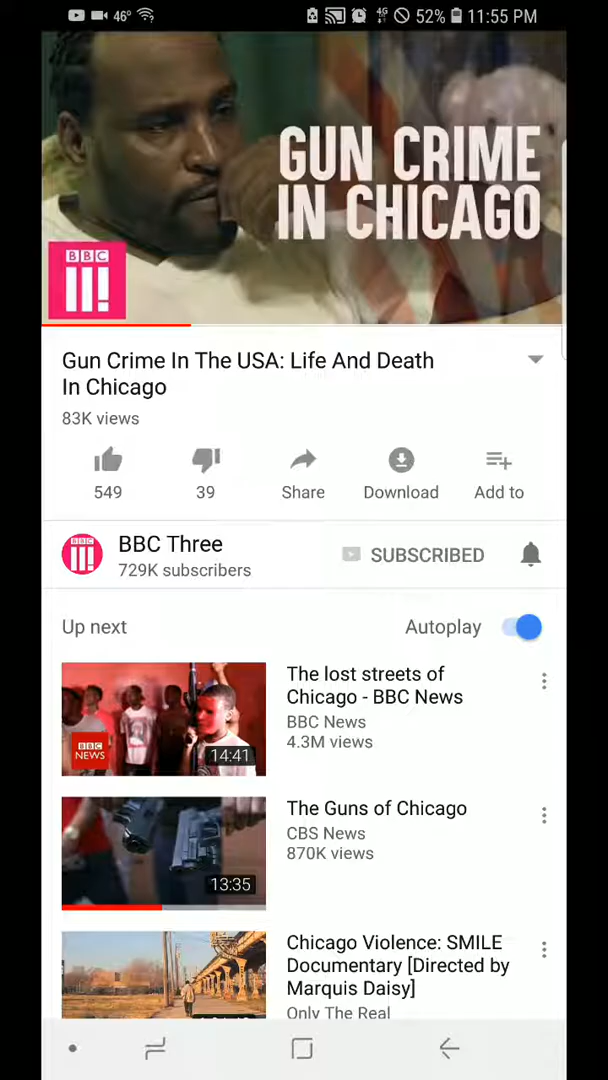 46°
4G
52%
11:55 PM
GUN CRIME
IN CHICAGO
BBC
Gun Crime In The USA: Life And Death
In Chicago
83K views
549
39
Share
Download
Add to
BBC
BBC Three
729K subscribers
SUBSCRIBED
Up next
Autoplay
BBC
NEWS
14:41
The lost streets of
Chicago - BBC News
BBC News
4.3M views
13:35
The Guns of Chicago
CBS News
870K views
Chicago Violence: SMILE
Documentary [Directed by
Marquis Daisy]
Only The Real